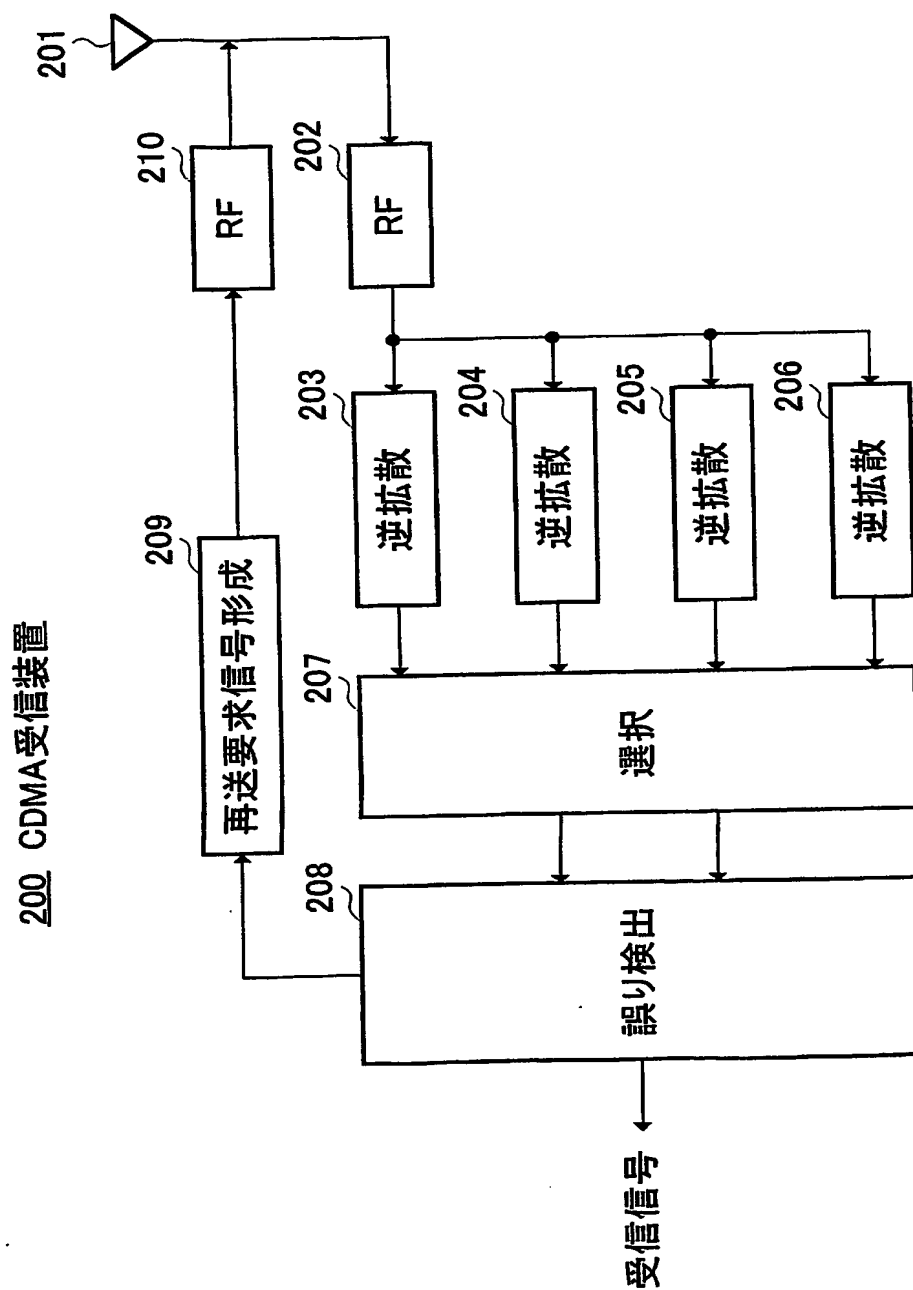 200 CDMA受信装置
201
210
RF
202
RF
203
逆拡散
204
逆拡散
205
逆拡散
206
逆拡散
209
再送要求信号形成
207
選択
208
誤り検出
受信信号